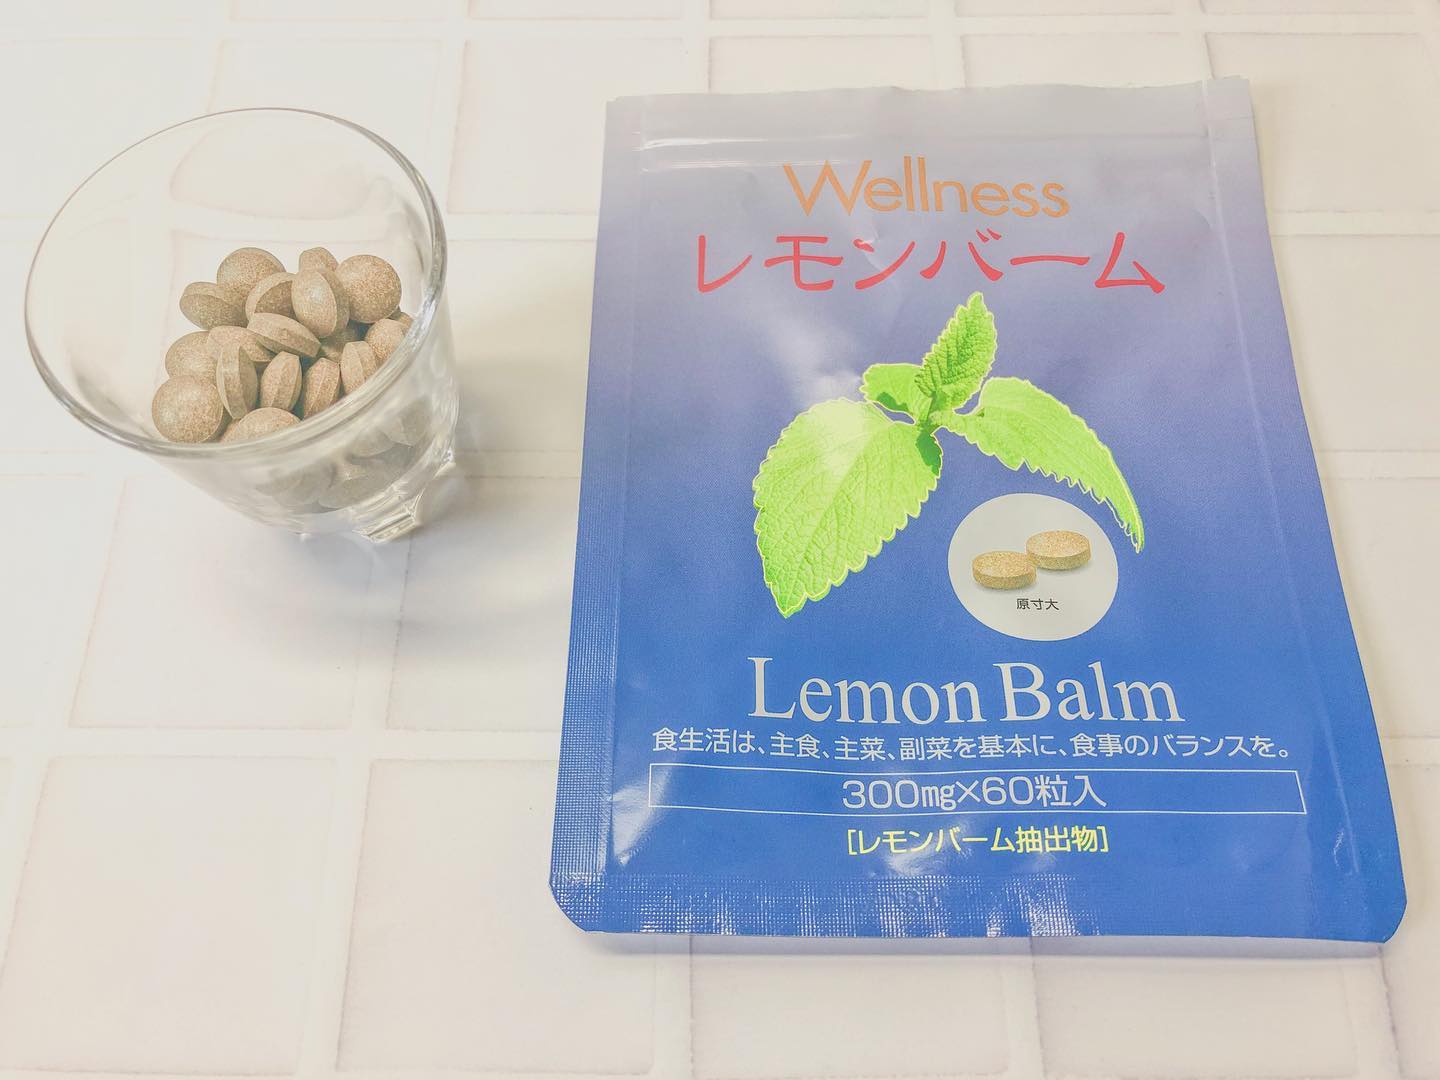 Wellness
レモンバーム
原寸大
Lemon Balm
食生活は、主食、主菜、副菜を基本に、食事のバランスを。
300㎎×60粒入
[レモンバーム抽出物]